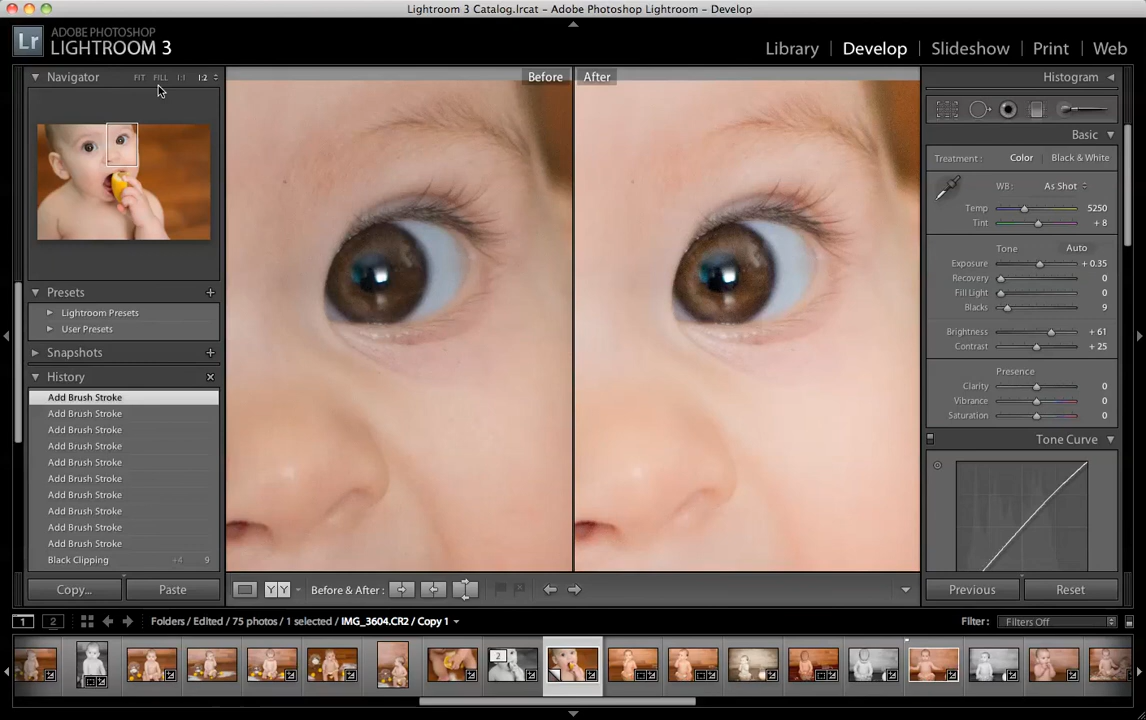 Lightroom 3 Catalog.lrcat - Adobe Photoshop Lightroom - Develop
Lr
ADOBE PHOTOSHOP
LIGHTROOM 3
Library | Develop | Slideshow | Print | Web
Navigator FIT FILL 1:1 1:2
Before
After
Histogram
Basic
Treatment : Color Black & White
WB: As Shot
Temp 5250
Tint + 8
Tone Auto
Exposure + 0.35
Recovery 0
Fill Light 0
Blacks 9
Brightness + 61
Contrast + 25
Presence
Clarity 0
Vibrance 0
Saturation 0
Tone Curve
Presets
Lightroom Presets
User Presets
Snapshots
History
Add Brush Stroke
Add Brush Stroke
Add Brush Stroke
Add Brush Stroke
Add Brush Stroke
Add Brush Stroke
Add Brush Stroke
Add Brush Stroke
Add Brush Stroke
Add Brush Stroke
Black Clipping +4 9
Copy... Paste
YY Before & After :
Previous Reset
1 2 Folders / Edited / 75 photos / 1 selected / IMG_3604.CR2 / Copy 1
Filter : Filters Off
2